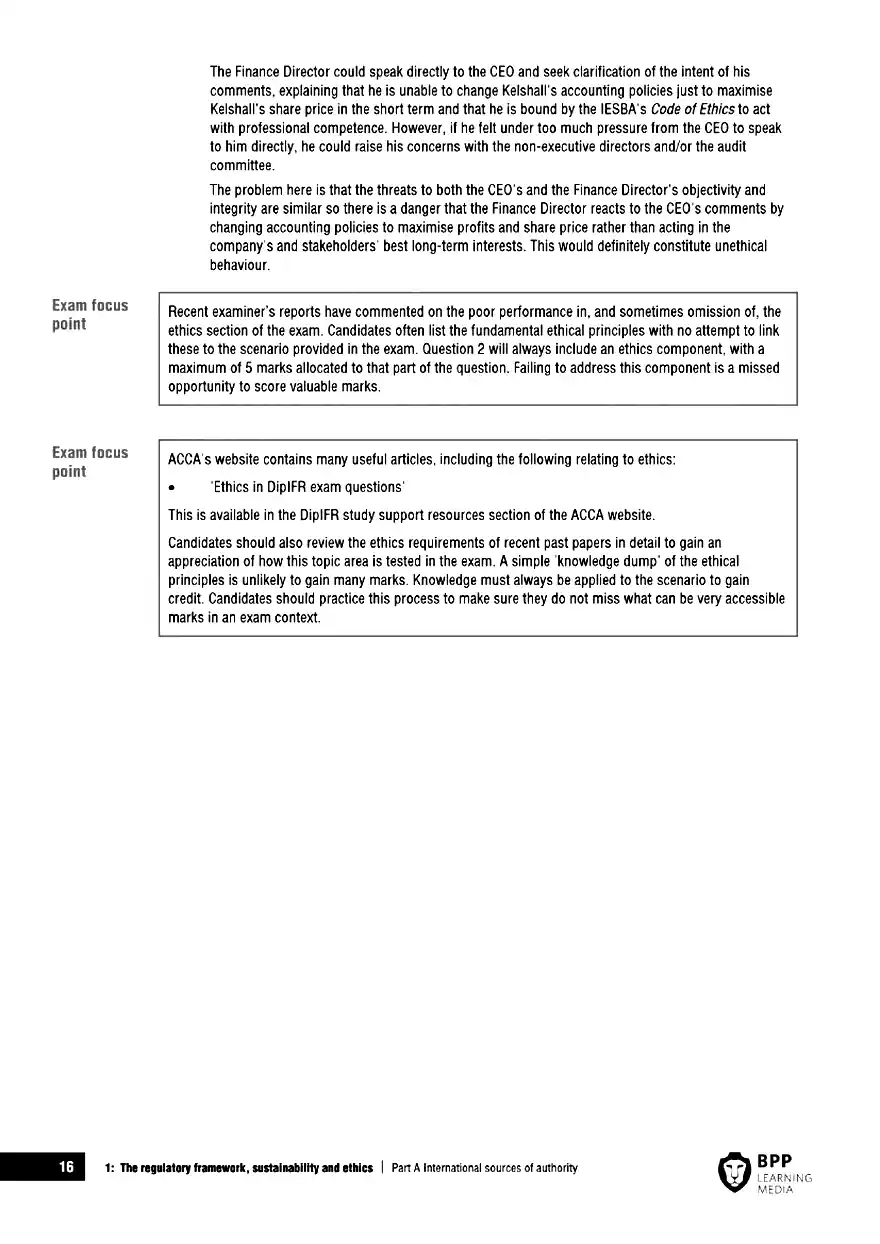 The Finance Director could speak directly to the CEO and seek clarification of the intent of his
comments, explaining that he is unable to change Kelshall's accounting policies just to maximise
Kelshall's share price in the short term and that he is bound by the IESBA's Code of Ethics to act
with professional competence. However, if he felt under too much pressure from the CEO to speak
to him directly, he could raise his concerns with the non-executive directors and/or the audit
committee.
The problem here is that the threats to both the CEO's and the Finance Director's objectivity and
integrity are similar so there is a danger that the Finance Director reacts to the CEO's comments by
changing accounting policies to maximise profits and share price rather than acting in the
company's and stakeholders' best long-term interests. This would definitely constitute unethical
behaviour.
Exam focus
point
Recent examiner's reports have commented on the poor performance in, and sometimes omission of, the
ethics section of the exam. Candidates often list the fundamental ethical principles with no attempt to link
these to the scenario provided in the exam. Question 2 will always include an ethics component, with a
maximum of 5 marks allocated to that part of the question. Failing to address this component is a missed
opportunity to score valuable marks.
Exam focus
point
ACCA's website contains many useful articles, including the following relating to ethics:
• 'Ethics in DipIFR exam questions'
This is available in the DipIFR study support resources section of the ACCA website.
Candidates should also review the ethics requirements of recent past papers in detail to gain an
appreciation of how this topic area is tested in the exam. A simple 'knowledge dump' of the ethical
principles is unlikely to gain many marks. Knowledge must always be applied to the scenario to gain
credit. Candidates should practice this process to make sure they do not miss what can be very accessible
marks in an exam context.
16 1: The regulatory framework, sustainability and ethics | Part A International sources of authority
BPP
LEARNING
MEDIA